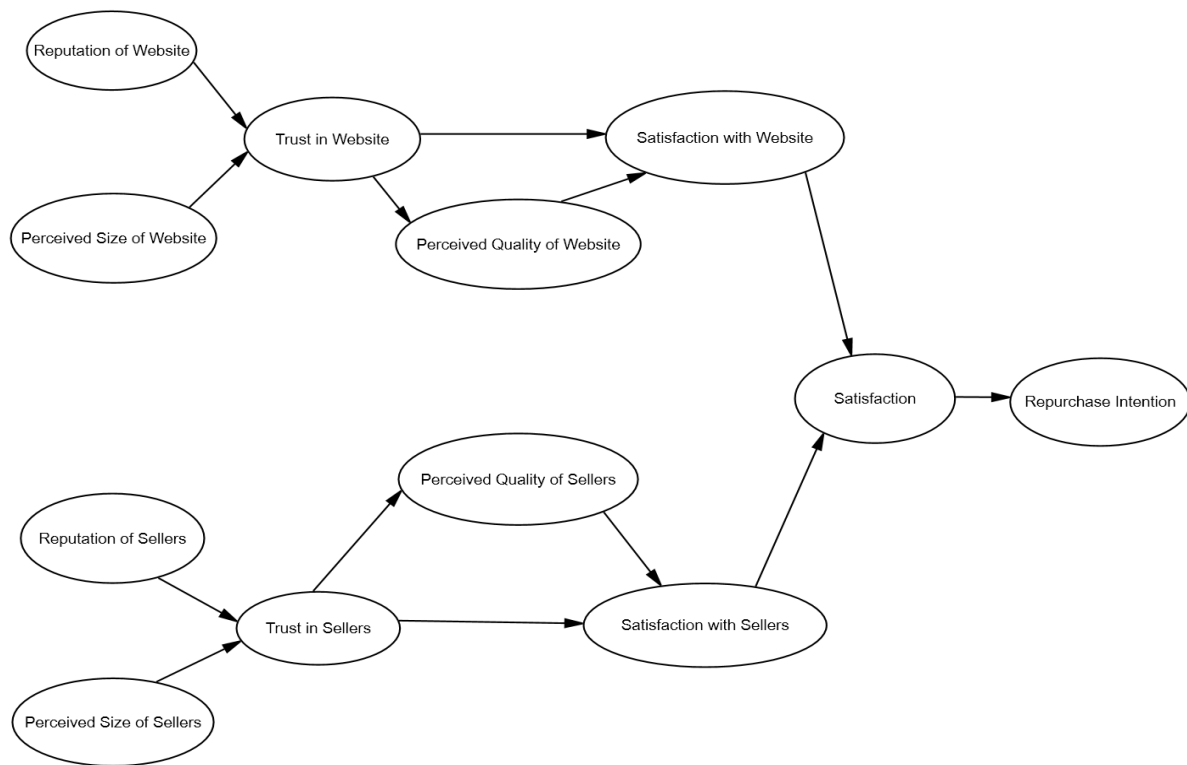 Reputation of Website
Trust in Website
Satisfaction with Website
Perceived Size of Website
Perceived Quality of Website
Satisfaction
Repurchase Intention
Perceived Quality of Sellers
Reputation of Sellers
Trust in Sellers
Satisfaction with Sellers
Perceived Size of Sellers